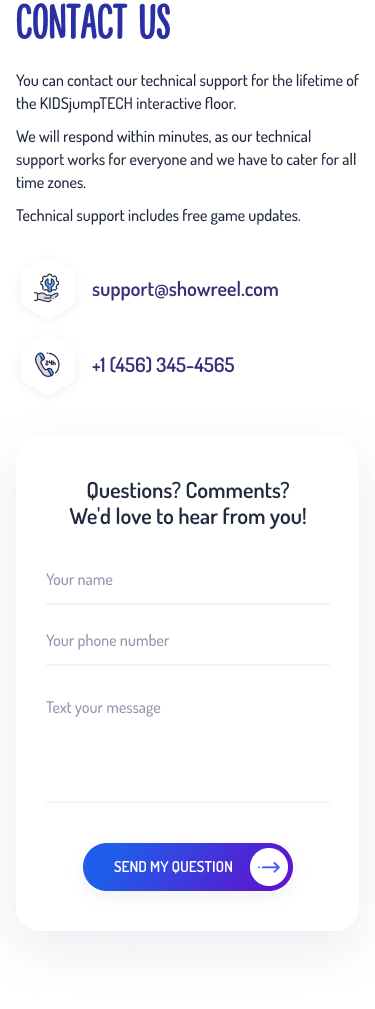 CONTACT US
You can contact our technical support for the lifetime of
the KIDSjumpTECH interactive floor.
We will respond within minutes, as our technical
support works for everyone and we have to cater for all
time zones.
Technical support includes free game updates.
support@showreel.com
24h
+1 (456) 345-4565
Questions? Comments?
We'd love to hear from you!
Your name
Your phone number
Text your message
SEND MY QUESTION